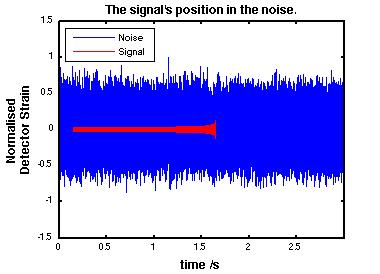 The signal's position in the noise.
1.5
Noise
Signal
1
0.5
0
-0.5
-1
-1.5
Normalised
Detector Strain
0 0.5 1 1.5 2 2.5
time /s